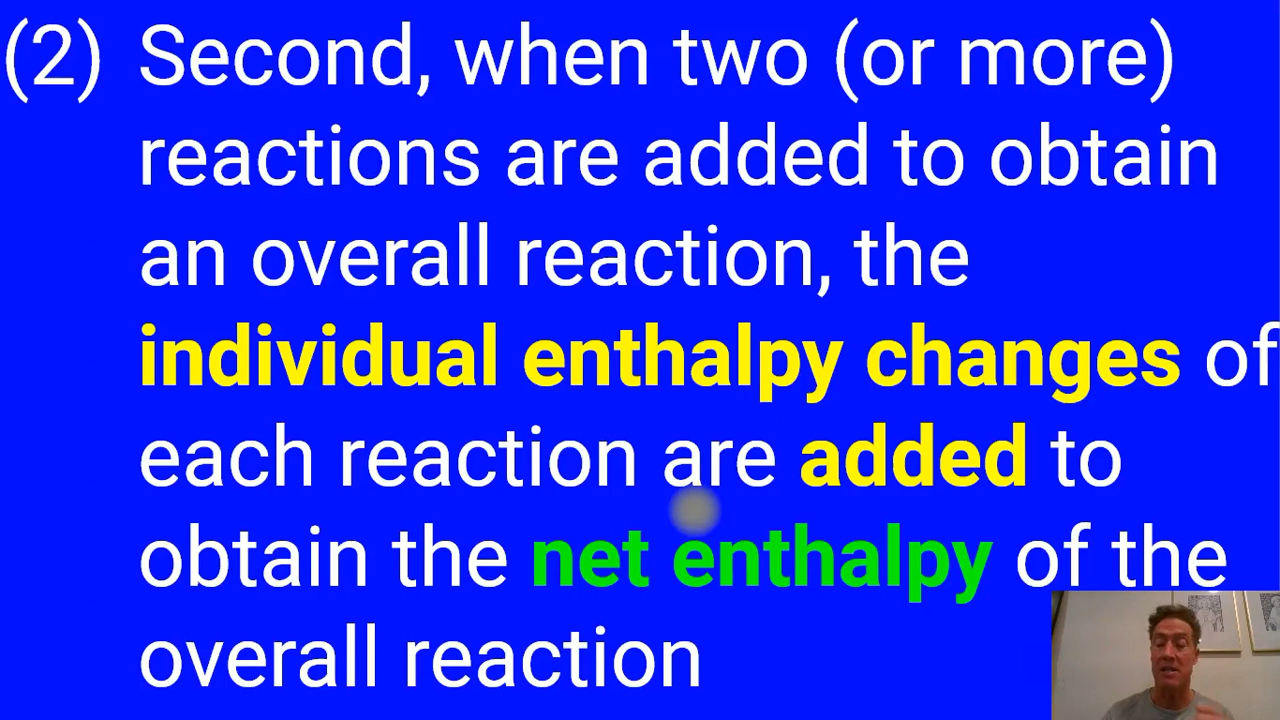 (2) Second, when two (or more)
reactions are added to obtain
an overall reaction, the
individual enthalpy changes of
each reaction are added to
obtain the net enthalpy of the
overall reaction